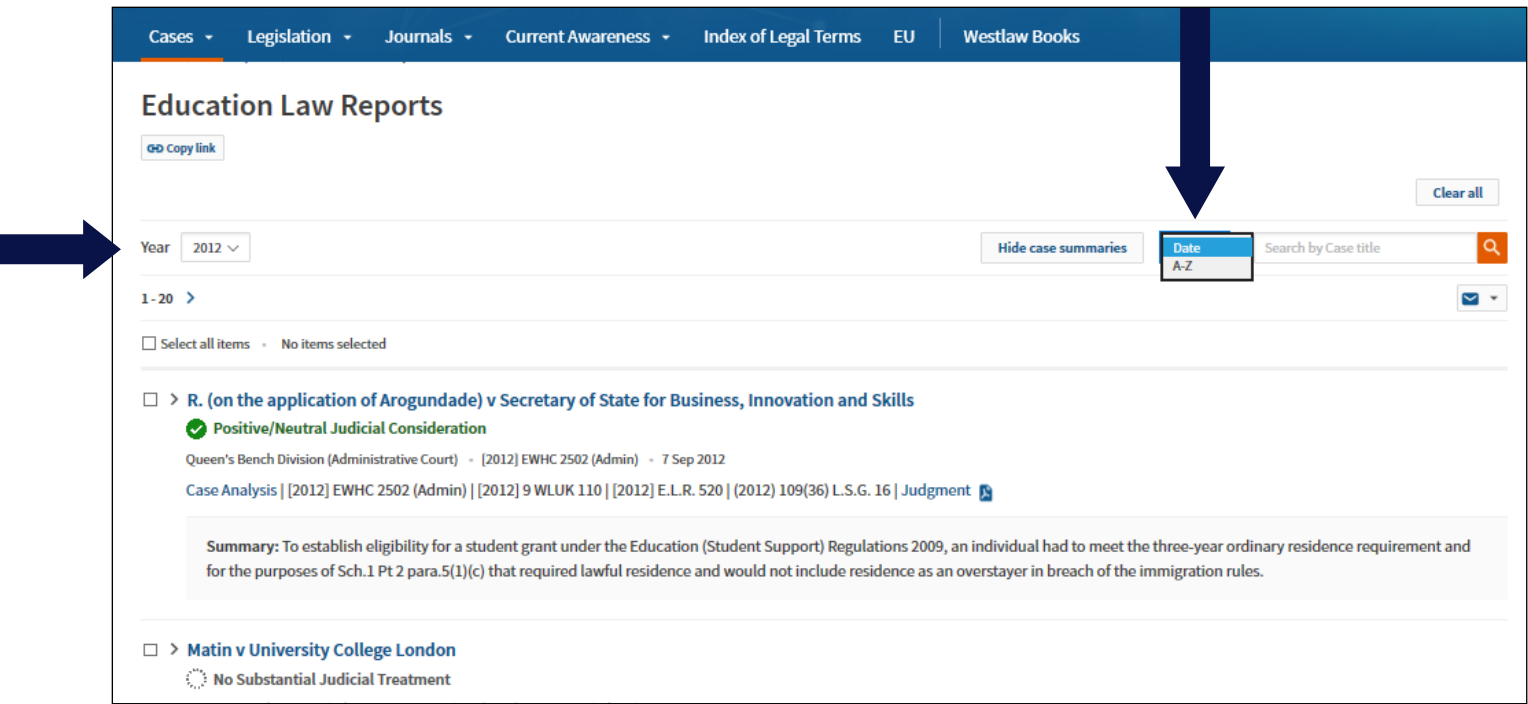 Cases Legislation Journals Current Awareness Index of Legal Terms EU Westlaw Books
Education Law Reports
Copy link
Clear all
Year 2012 Hide case summaries Date Search by Case title
A-Z
1 - 20
Select all items • No items selected
R. (on the application of Arogundade) v Secretary of State for Business, Innovation and Skills
Positive/Neutral Judicial Consideration
Queen's Bench Division (Administrative Court) • [2012] EWHC 2502 (Admin) • 7 Sep 2012
Case Analysis | [2012] EWHC 2502 (Admin) | [2012] 9 WLUK 110 | [2012] E.L.R. 520 | (2012) 109(36) L.S.G. 16 | Judgment
Summary: To establish eligibility for a student grant under the Education (Student Support) Regulations 2009, an individual had to meet the three-year ordinary residence requirement and
for the purposes of Sch.1 Pt 2 para.5(1)(c) that required lawful residence and would not include residence as an overstayer in breach of the immigration rules.
Matin v University College London
No Substantial Judicial Treatment